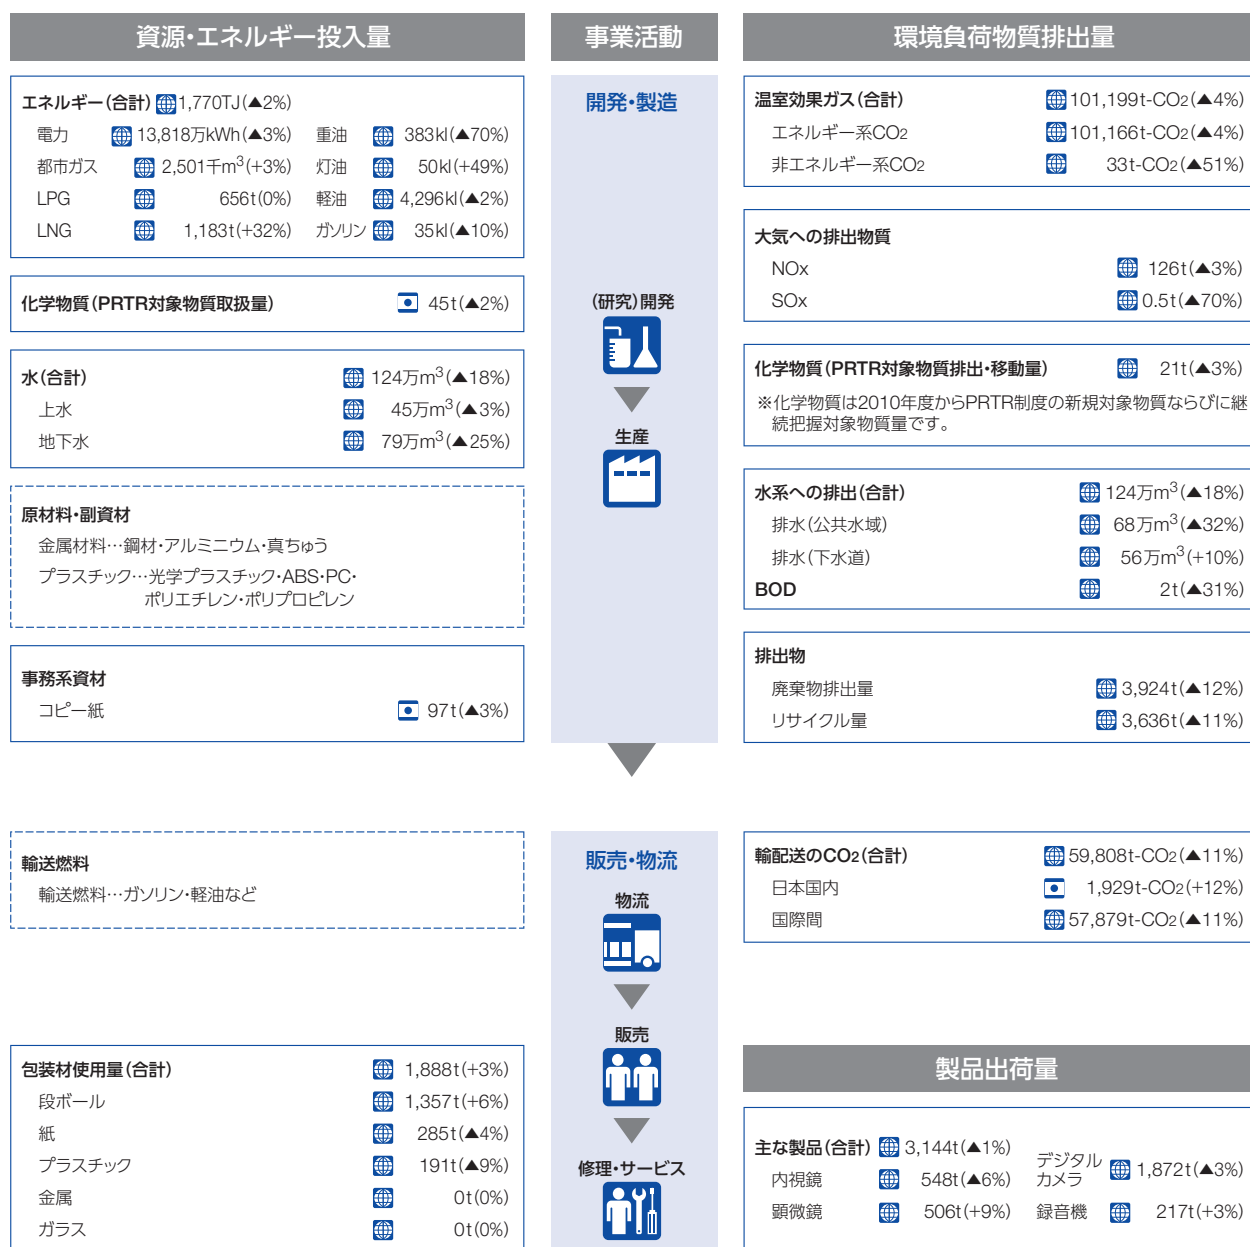 資源・エネルギー投入量
エネルギー（合計） 1,770TJ（▲2%）
電力 13,818万kWh（▲3%） 重油 383kl（▲70%）
都市ガス 2,501千m³（+3%） 灯油 50kl（+49%）
LPG 656t（0%） 軽油 4,296kl（▲2%）
LNG 1,183t（+32%） ガソリン 35kl（▲10%）
化学物質（PRTR対象物質取扱量） 45t（▲2%）
水（合計） 124万m³（▲18%）
上水 45万m³（▲3%）
地下水 79万m³（▲25%）
原材料・副資材
金属材料…鋼材・アルミニウム・真ちゅう
プラスチック…光学プラスチック・ABS・PC・
ポリエチレン・ポリプロピレン
事務系資材
コピー紙 97t（▲3%）
輸送燃料
輸送燃料…ガソリン・軽油など
包装材使用量（合計） 1,888t（+3%）
段ボール 1,357t（+6%）
紙 285t（▲4%）
プラスチック 191t（▲9%）
金属 0t（0%）
ガラス 0t（0%）
事業活動
開発・製造
（研究）開発
生産
販売・物流
物流
販売
修理・サービス
環境負荷物質排出量
温室効果ガス（合計） 101,199t-CO2（▲4%）
エネルギー系CO2 101,166t-CO2（▲4%）
非エネルギー系CO2 33t-CO2（▲51%）
大気への排出物質
NOx 126t（▲3%）
SOx 0.5t（▲70%）
化学物質（PRTR対象物質排出・移動量） 21t（▲3%）
※化学物質は2010年度からPRTR制度の新規対象物質ならびに継
続把握対象物質量です。
水系への排出（合計） 124万m³（▲18%）
排水（公共水域） 68万m³（▲32%）
排水（下水道） 56万m³（+10%）
BOD 2t（▲31%）
排出物
廃棄物排出量 3,924t（▲12%）
リサイクル量 3,636t（▲11%）
輸配送のCO2（合計） 59,808t-CO2（▲11%）
日本国内 1,929t-CO2（+12%）
国際間 57,879t-CO2（▲11%）
製品出荷量
主な製品（合計） 3,144t（▲1%）
内視鏡 548t（▲6%） デジタル
カメラ 1,872t（▲3%）
顕微鏡 506t（+9%） 録音機 217t（+3%）